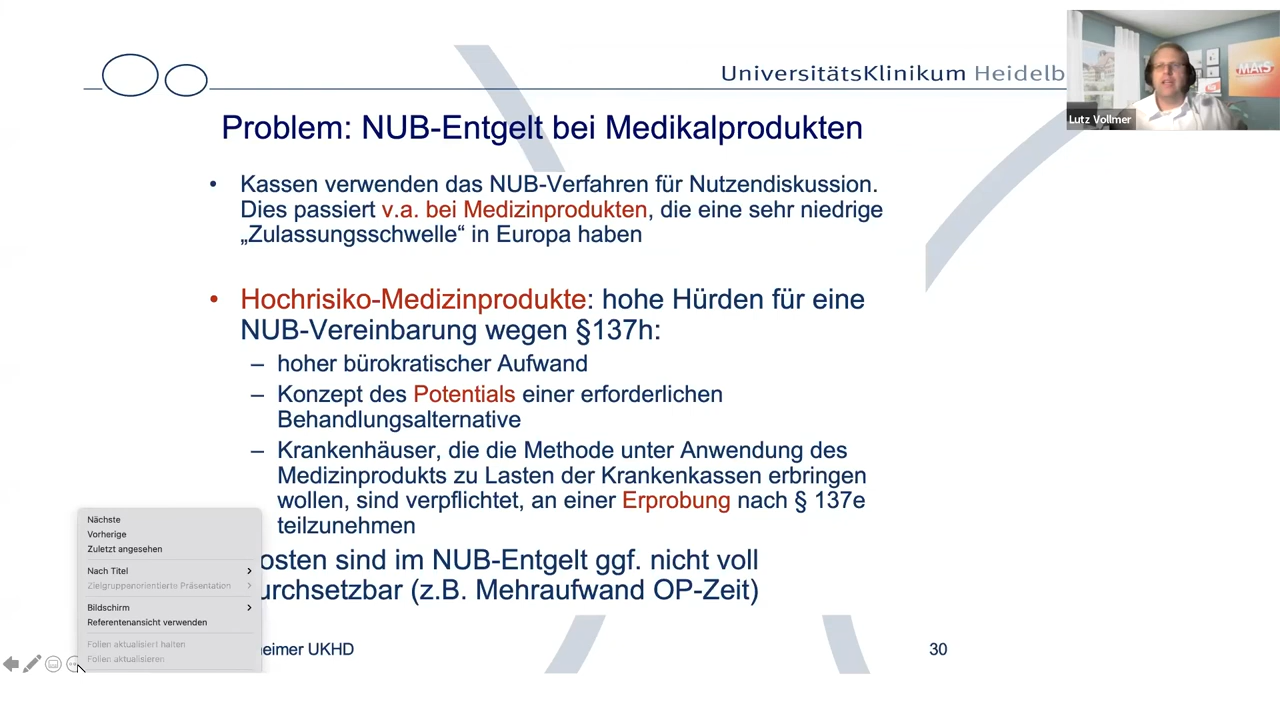 UniversitätsKlinikum Heidelb
MAtS
Lutz Vollmer
Problem: NUB-Entgelt bei Medikalprodukten
• Kassen verwenden das NUB-Verfahren für Nutzendiskussion.
Dies passiert v.a. bei Medizinprodukten, die eine sehr niedrige
„Zulassungsschwelle“ in Europa haben
• Hochrisiko-Medizinprodukte: hohe Hürden für eine
NUB-Vereinbarung wegen §137h:
– hoher bürokratischer Aufwand
– Konzept des Potentials einer erforderlichen
Behandlungsalternative
– Krankenhäuser, die die Methode unter Anwendung des
Medizinprodukts zu Lasten der Krankenkassen erbringen
wollen, sind verpflichtet, an einer Erprobung nach § 137e
teilzunehmen
osten sind im NUB-Entgelt ggf. nicht voll
urchsetzbar (z.B. Mehraufwand OP-Zeit)
Nächste
Vorherige
Zuletzt angesehen
Nach Titel
Zielgruppenorientierte Präsentation
Bildschirm
Referentenansicht verwenden
Folien aktualisiert halten
Folien aktualisieren
eimer UKHD
30